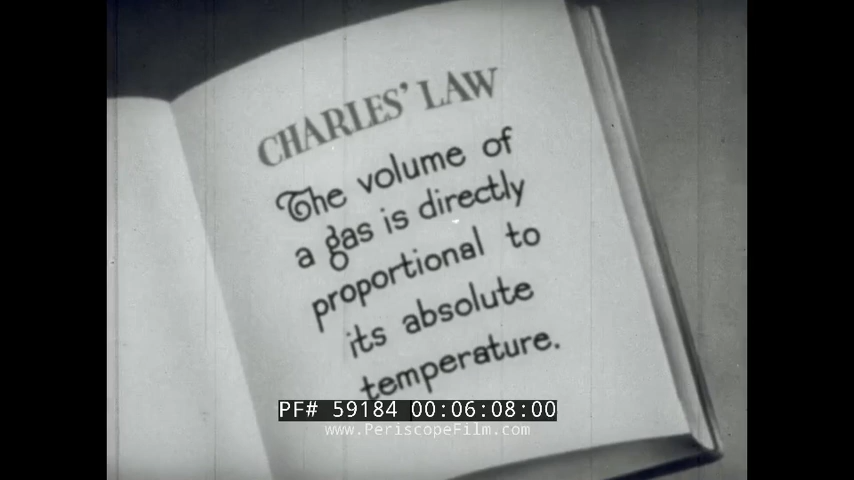 CHARLES' LAW
The volume of
a gas is directly
proportional to
its absolute
temperature.
PF# 59184 00:06:08:00
www.PeriscopeFilm.com